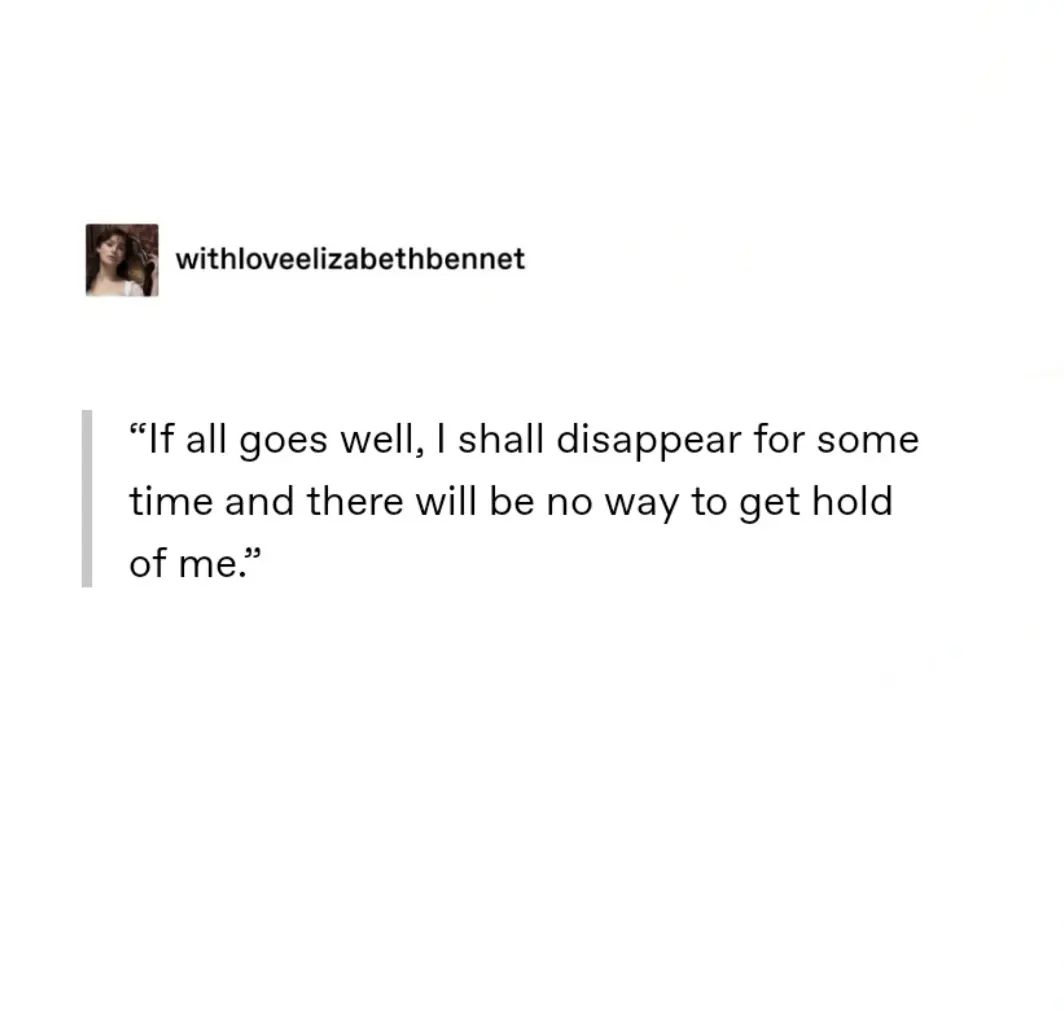 withloveelizabethbennet
“If all goes well, I shall disappear for some
time and there will be no way to get hold
of me.”